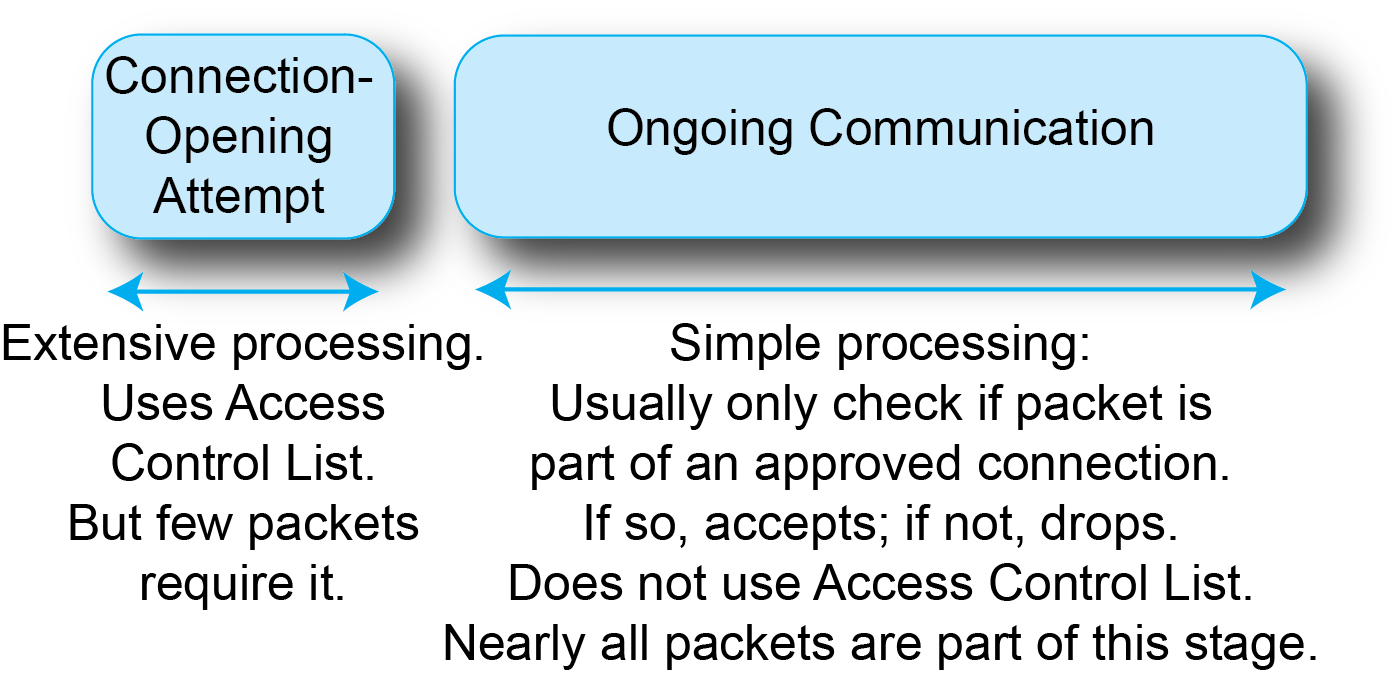 Connection-
Opening
Attempt
Ongoing Communication
Extensive processing.
Uses Access
Control List.
But few packets
require it.
Simple processing:
Usually only check if packet is
part of an approved connection.
If so, accepts; if not, drops.
Does not use Access Control List.
Nearly all packets are part of this stage.